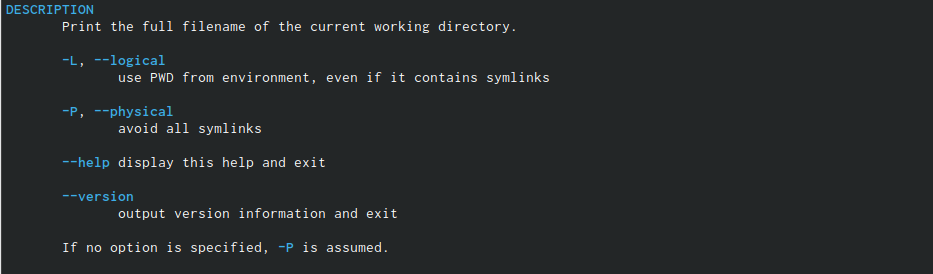 DESCRIPTION
Print the full filename of the current working directory.
-L, --logical
use PWD from environment, even if it contains symlinks
-P, --physical
avoid all symlinks
--help display this help and exit
--version
output version information and exit
If no option is specified, -P is assumed.